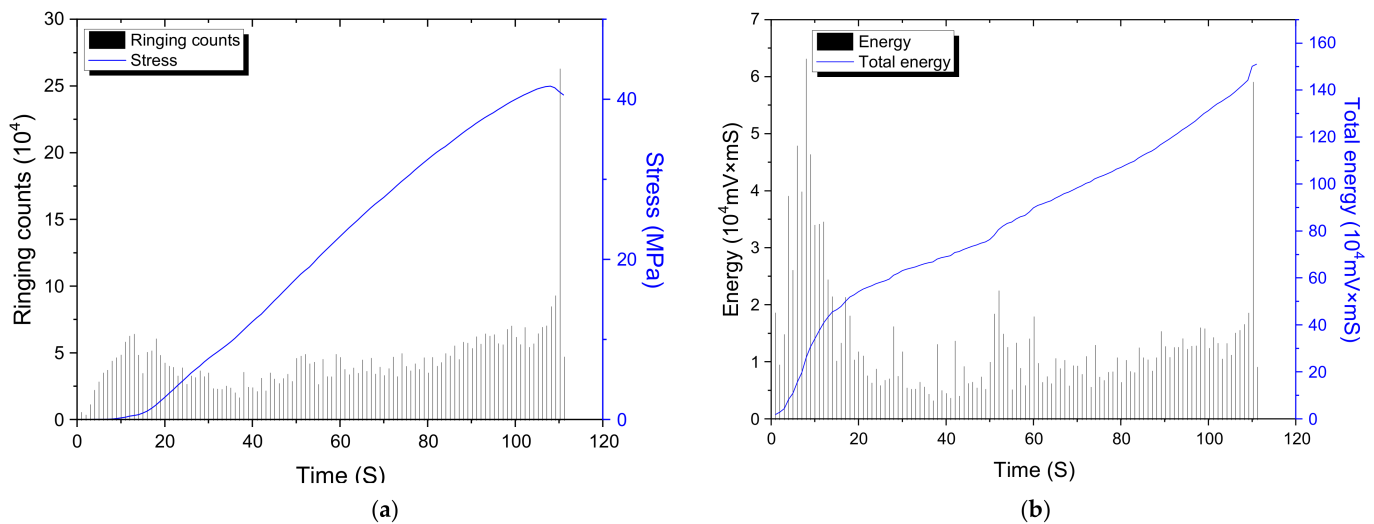 30
25
20
15
10
5
0
Ringing counts (10⁴)
Ringing counts
Stress
40
20
0
Stress (MPa)
0 20 40 60 80 100 120
Time (S)
(a)
7
6
5
4
3
2
1
0
Energy (10⁴mV×mS)
Energy
Total energy
160
140
120
100
80
60
40
20
0
Total energy (10⁴mV×mS)
0 20 40 60 80 100 120
Time (S)
(b)